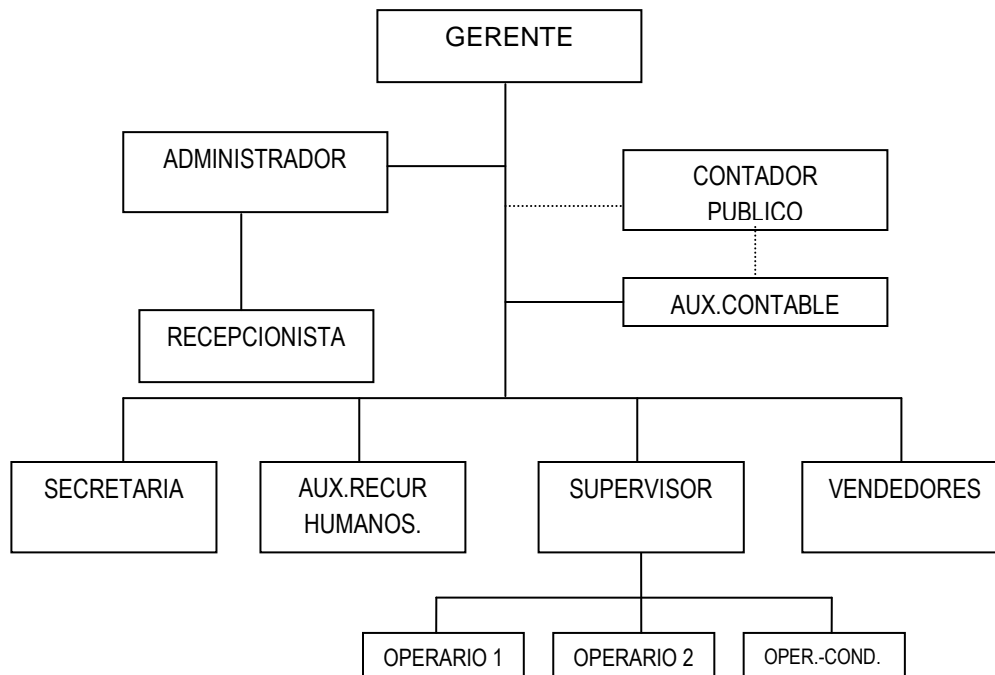 GERENTE
ADMINISTRADOR
CONTADOR
PUBLICO
AUX.CONTABLE
RECEPCIONISTA
SECRETARIA
AUX.RECUR
HUMANOS.
SUPERVISOR
VENDEDORES
OPERARIO 1
OPERARIO 2
OPER.-COND.